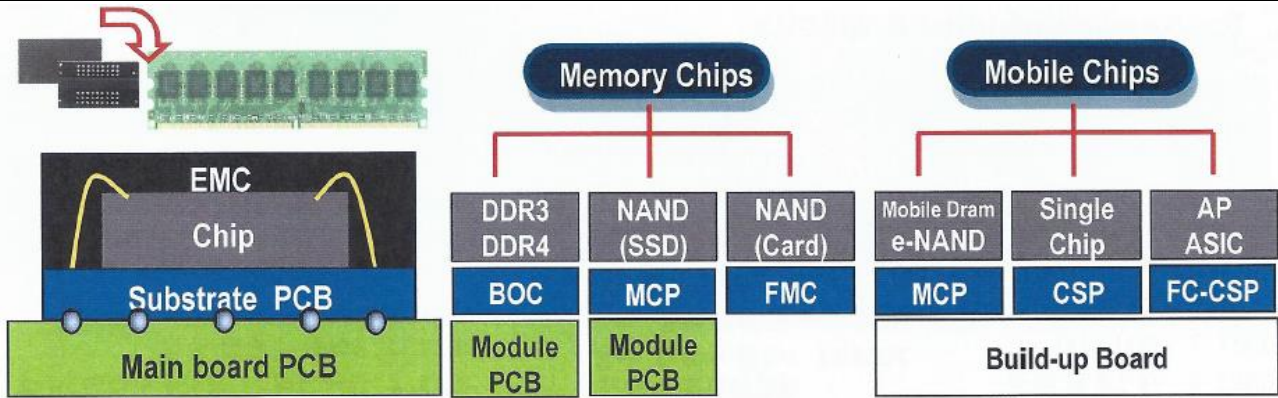 EMC
Chip
Substrate PCB
Main board PCB
Memory Chips
DDR3
DDR4
NAND
(SSD)
NAND
(Card)
BOC
MCP
FMC
Module
PCB
Module
PCB
Mobile Chips
Mobile Dram
e-NAND
Single
Chip
AP
ASIC
MCP
CSP
FC-CSP
Build-up Board